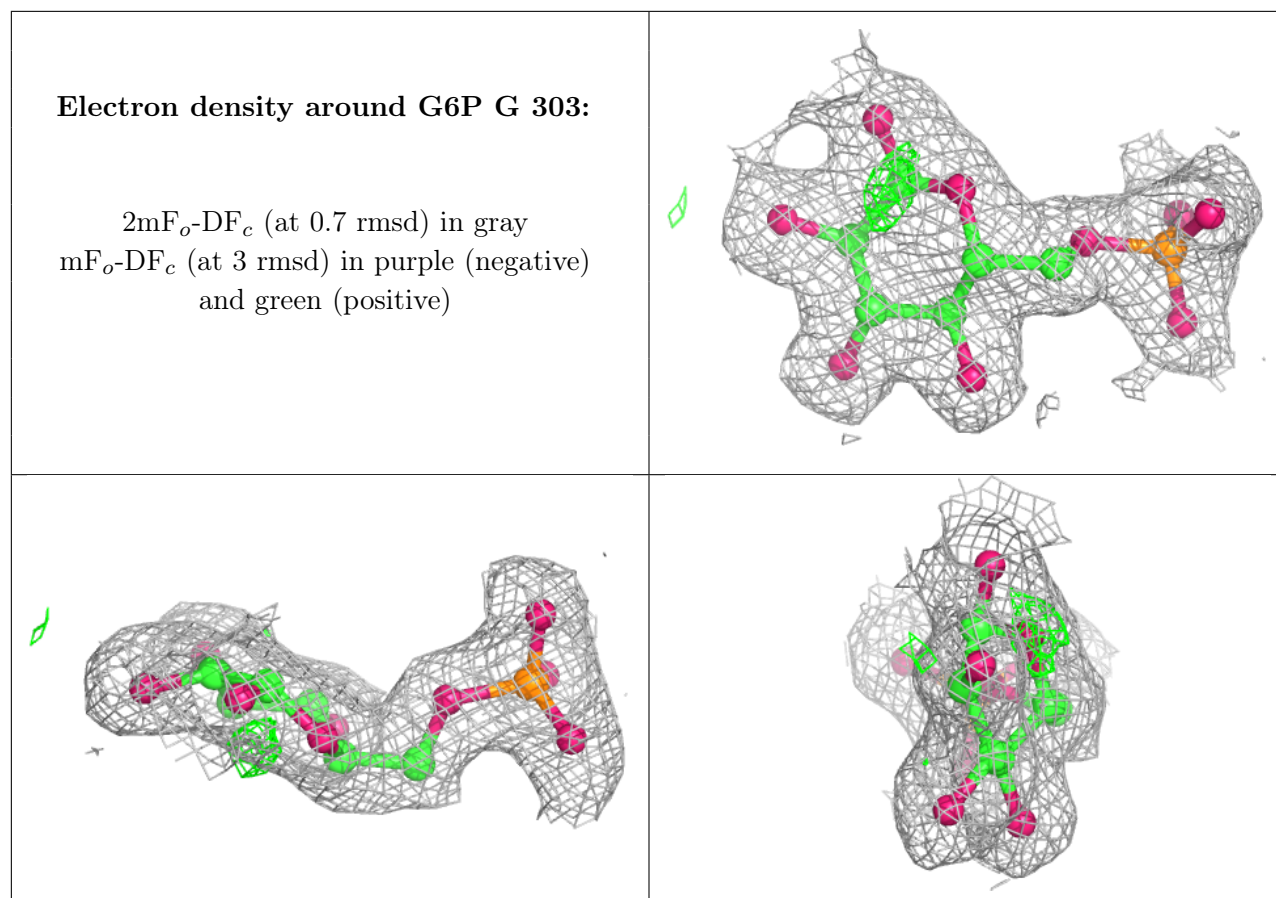 Electron density around G6P G 303:
2mFo-DFc (at 0.7 rmsd) in gray
mFo-DFc (at 3 rmsd) in purple (negative)
and green (positive)